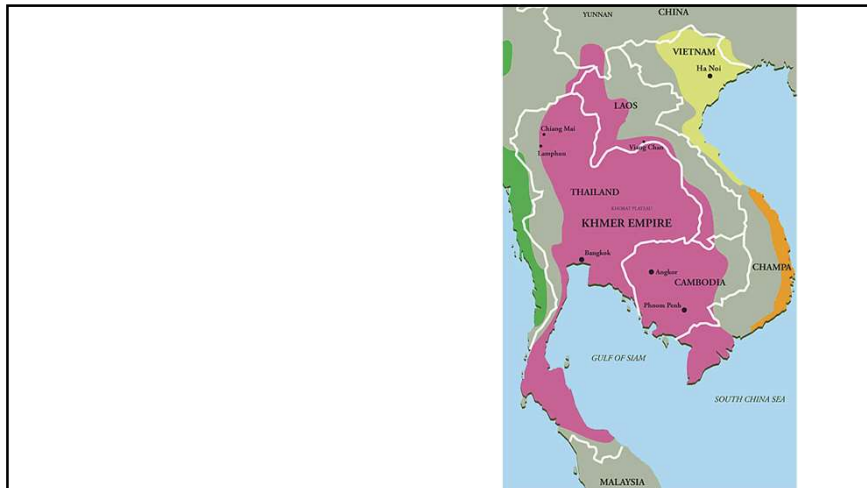 CHINA
YUNNAN
VIETNAM
Ha Noi
LAOS
Chiang Mai
Lamphun
Viang Chan
THAILAND
KHORAT PLATEAU
KHMER EMPIRE
Bangkok
Angkor
CHAMPA
CAMBODIA
Phnom Penh
GULF OF SIAM
SOUTH CHINA SEA
MALAYSIA